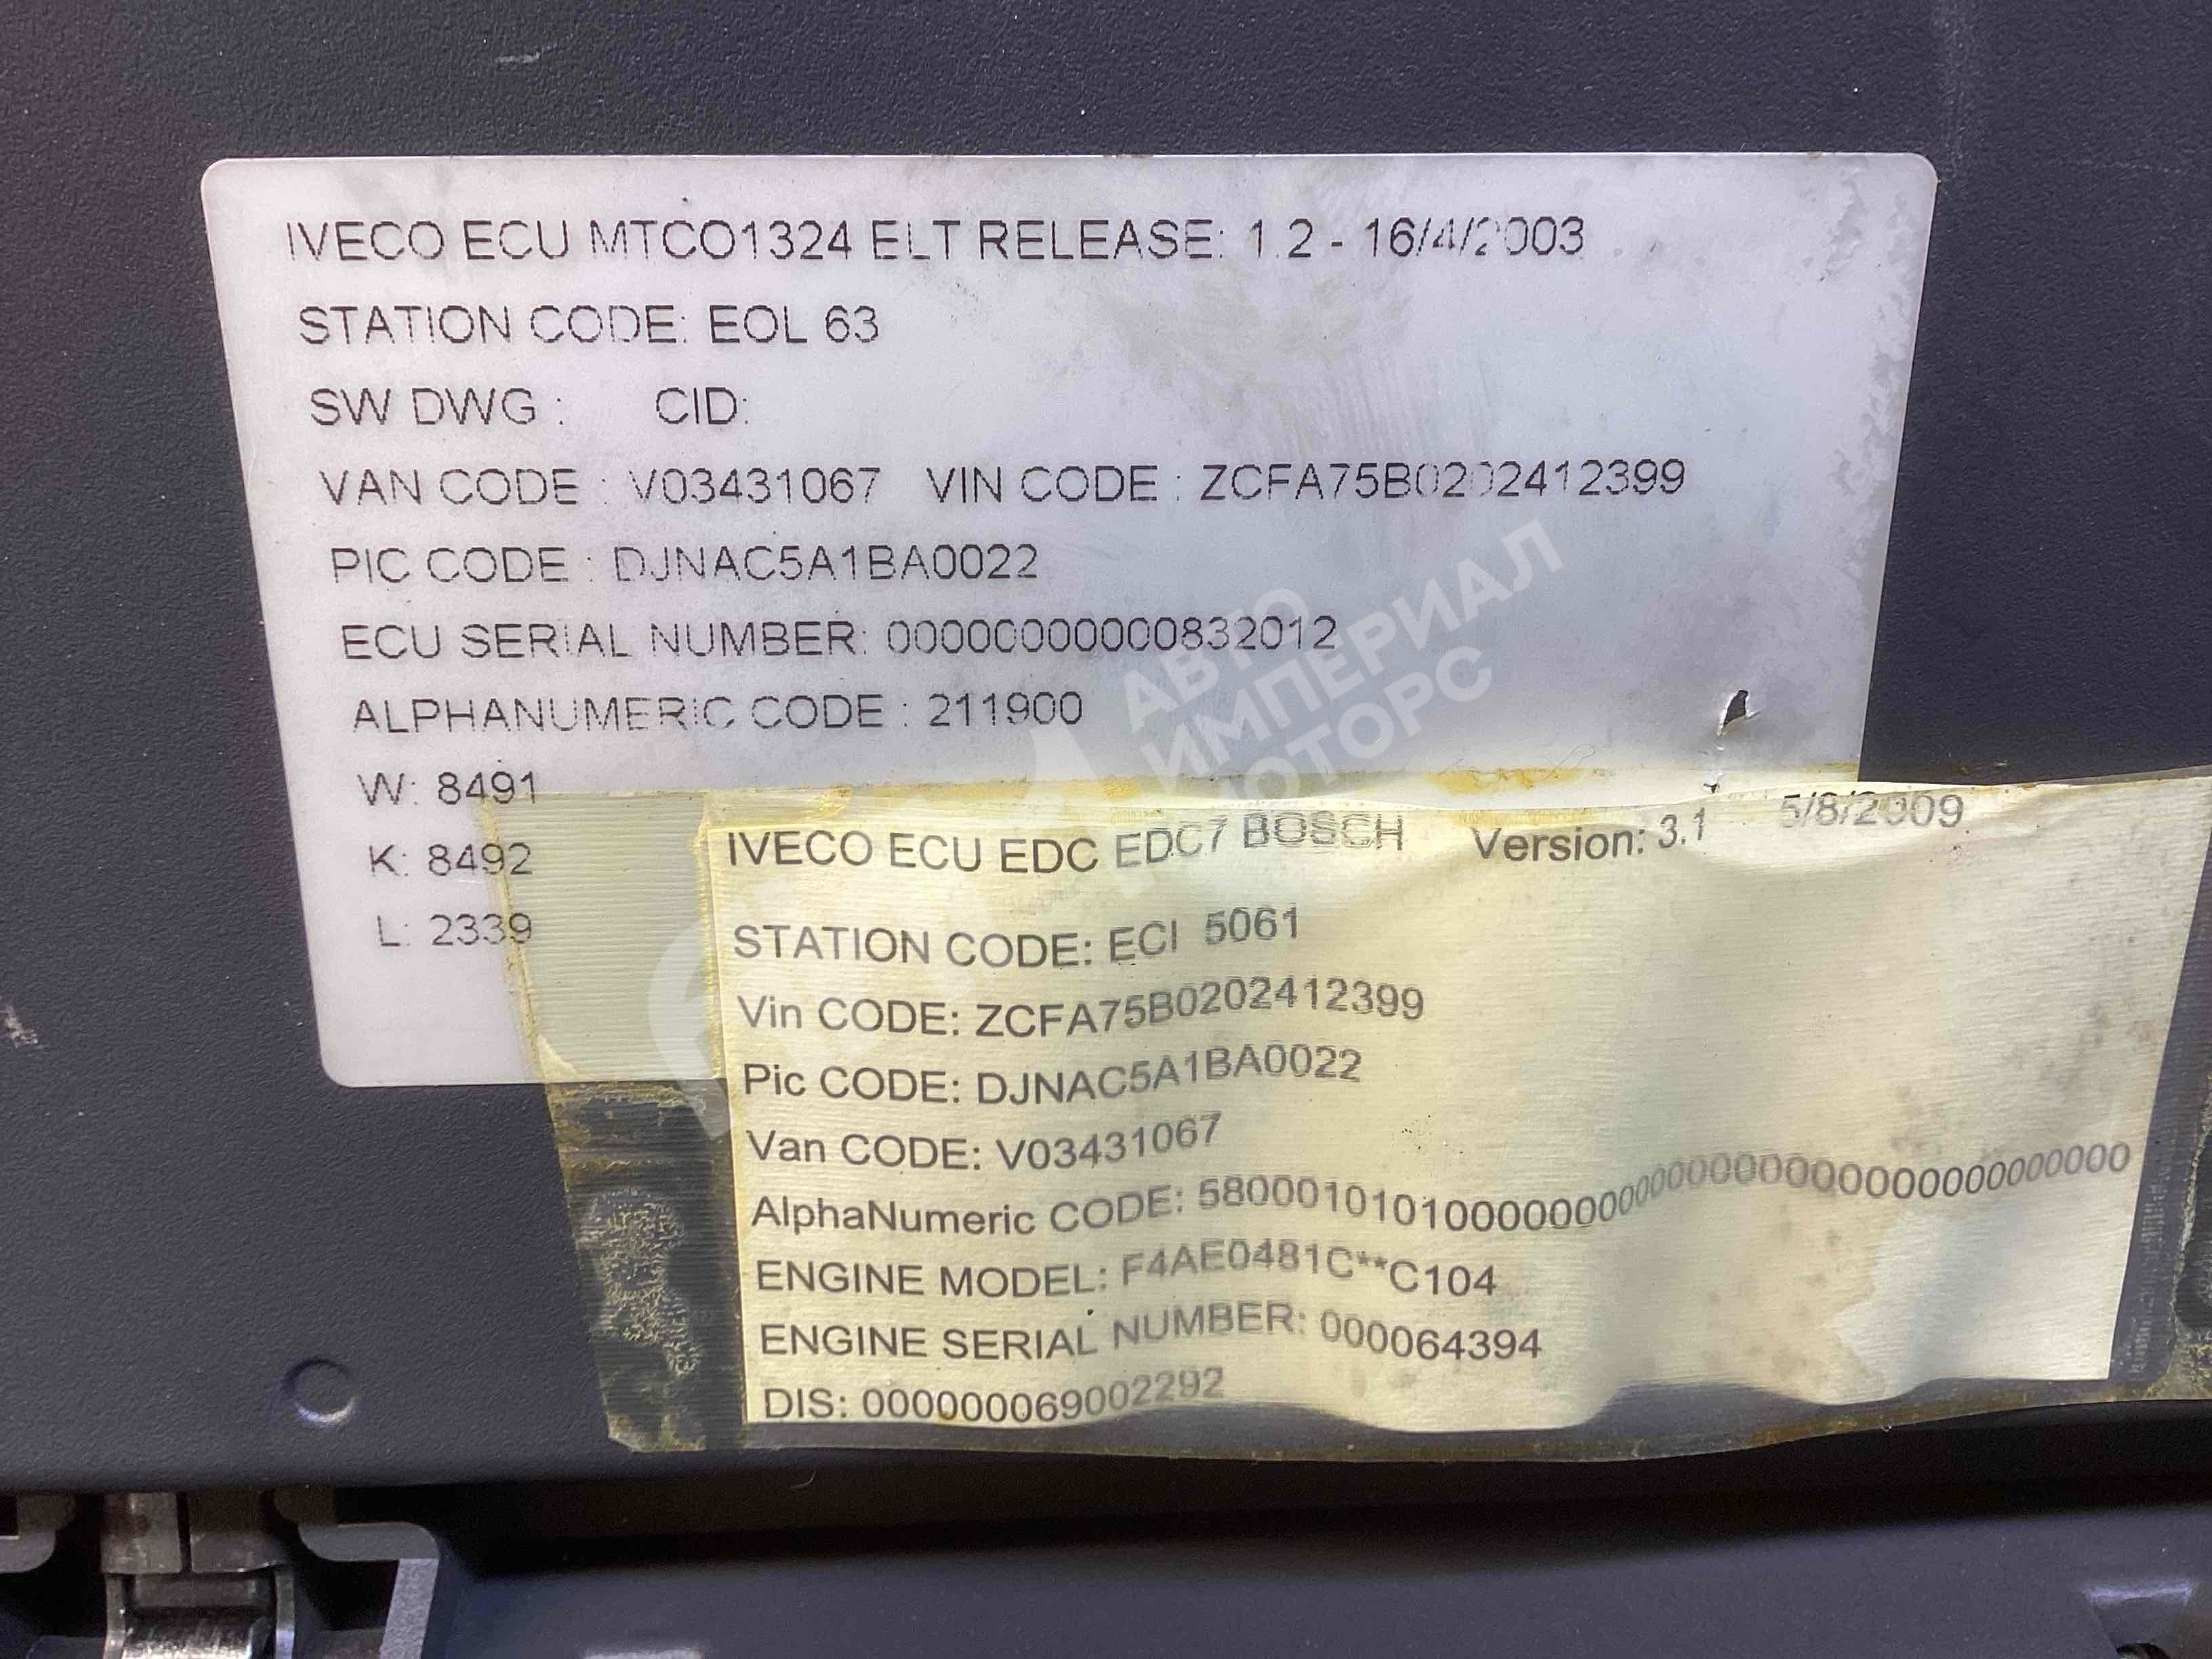 IVECO ECU MTCO1324 ELT RELEASE: 1.2 - 16/4/2003
STATION CODE: EOL 63
SW DWG : CID:
VAN CODE : V03431067 VIN CODE : ZCFA75B0202412399
PIC CODE : DJNAC5A1BA0022
ECU SERIAL NUMBER: 00000000000832012
ALPHANUMERIC CODE : 211900
W: 8491
K: 8492
L: 2339
IVECO ECU EDC EDC7 BOSCH Version: 3.1 5/8/2009
STATION CODE: ECI 5061
Vin CODE: ZCFA75B0202412399
Pic CODE: DJNAC5A1BA0022
Van CODE: V03431067
AlphaNumeric CODE:
ENGINE MODEL: F4AE0481C**C104
ENGINE SERIAL NUMBER: 000064394
DIS: 000000069002292
АВТО
ИМПЕРИАЛ
МОТОРС